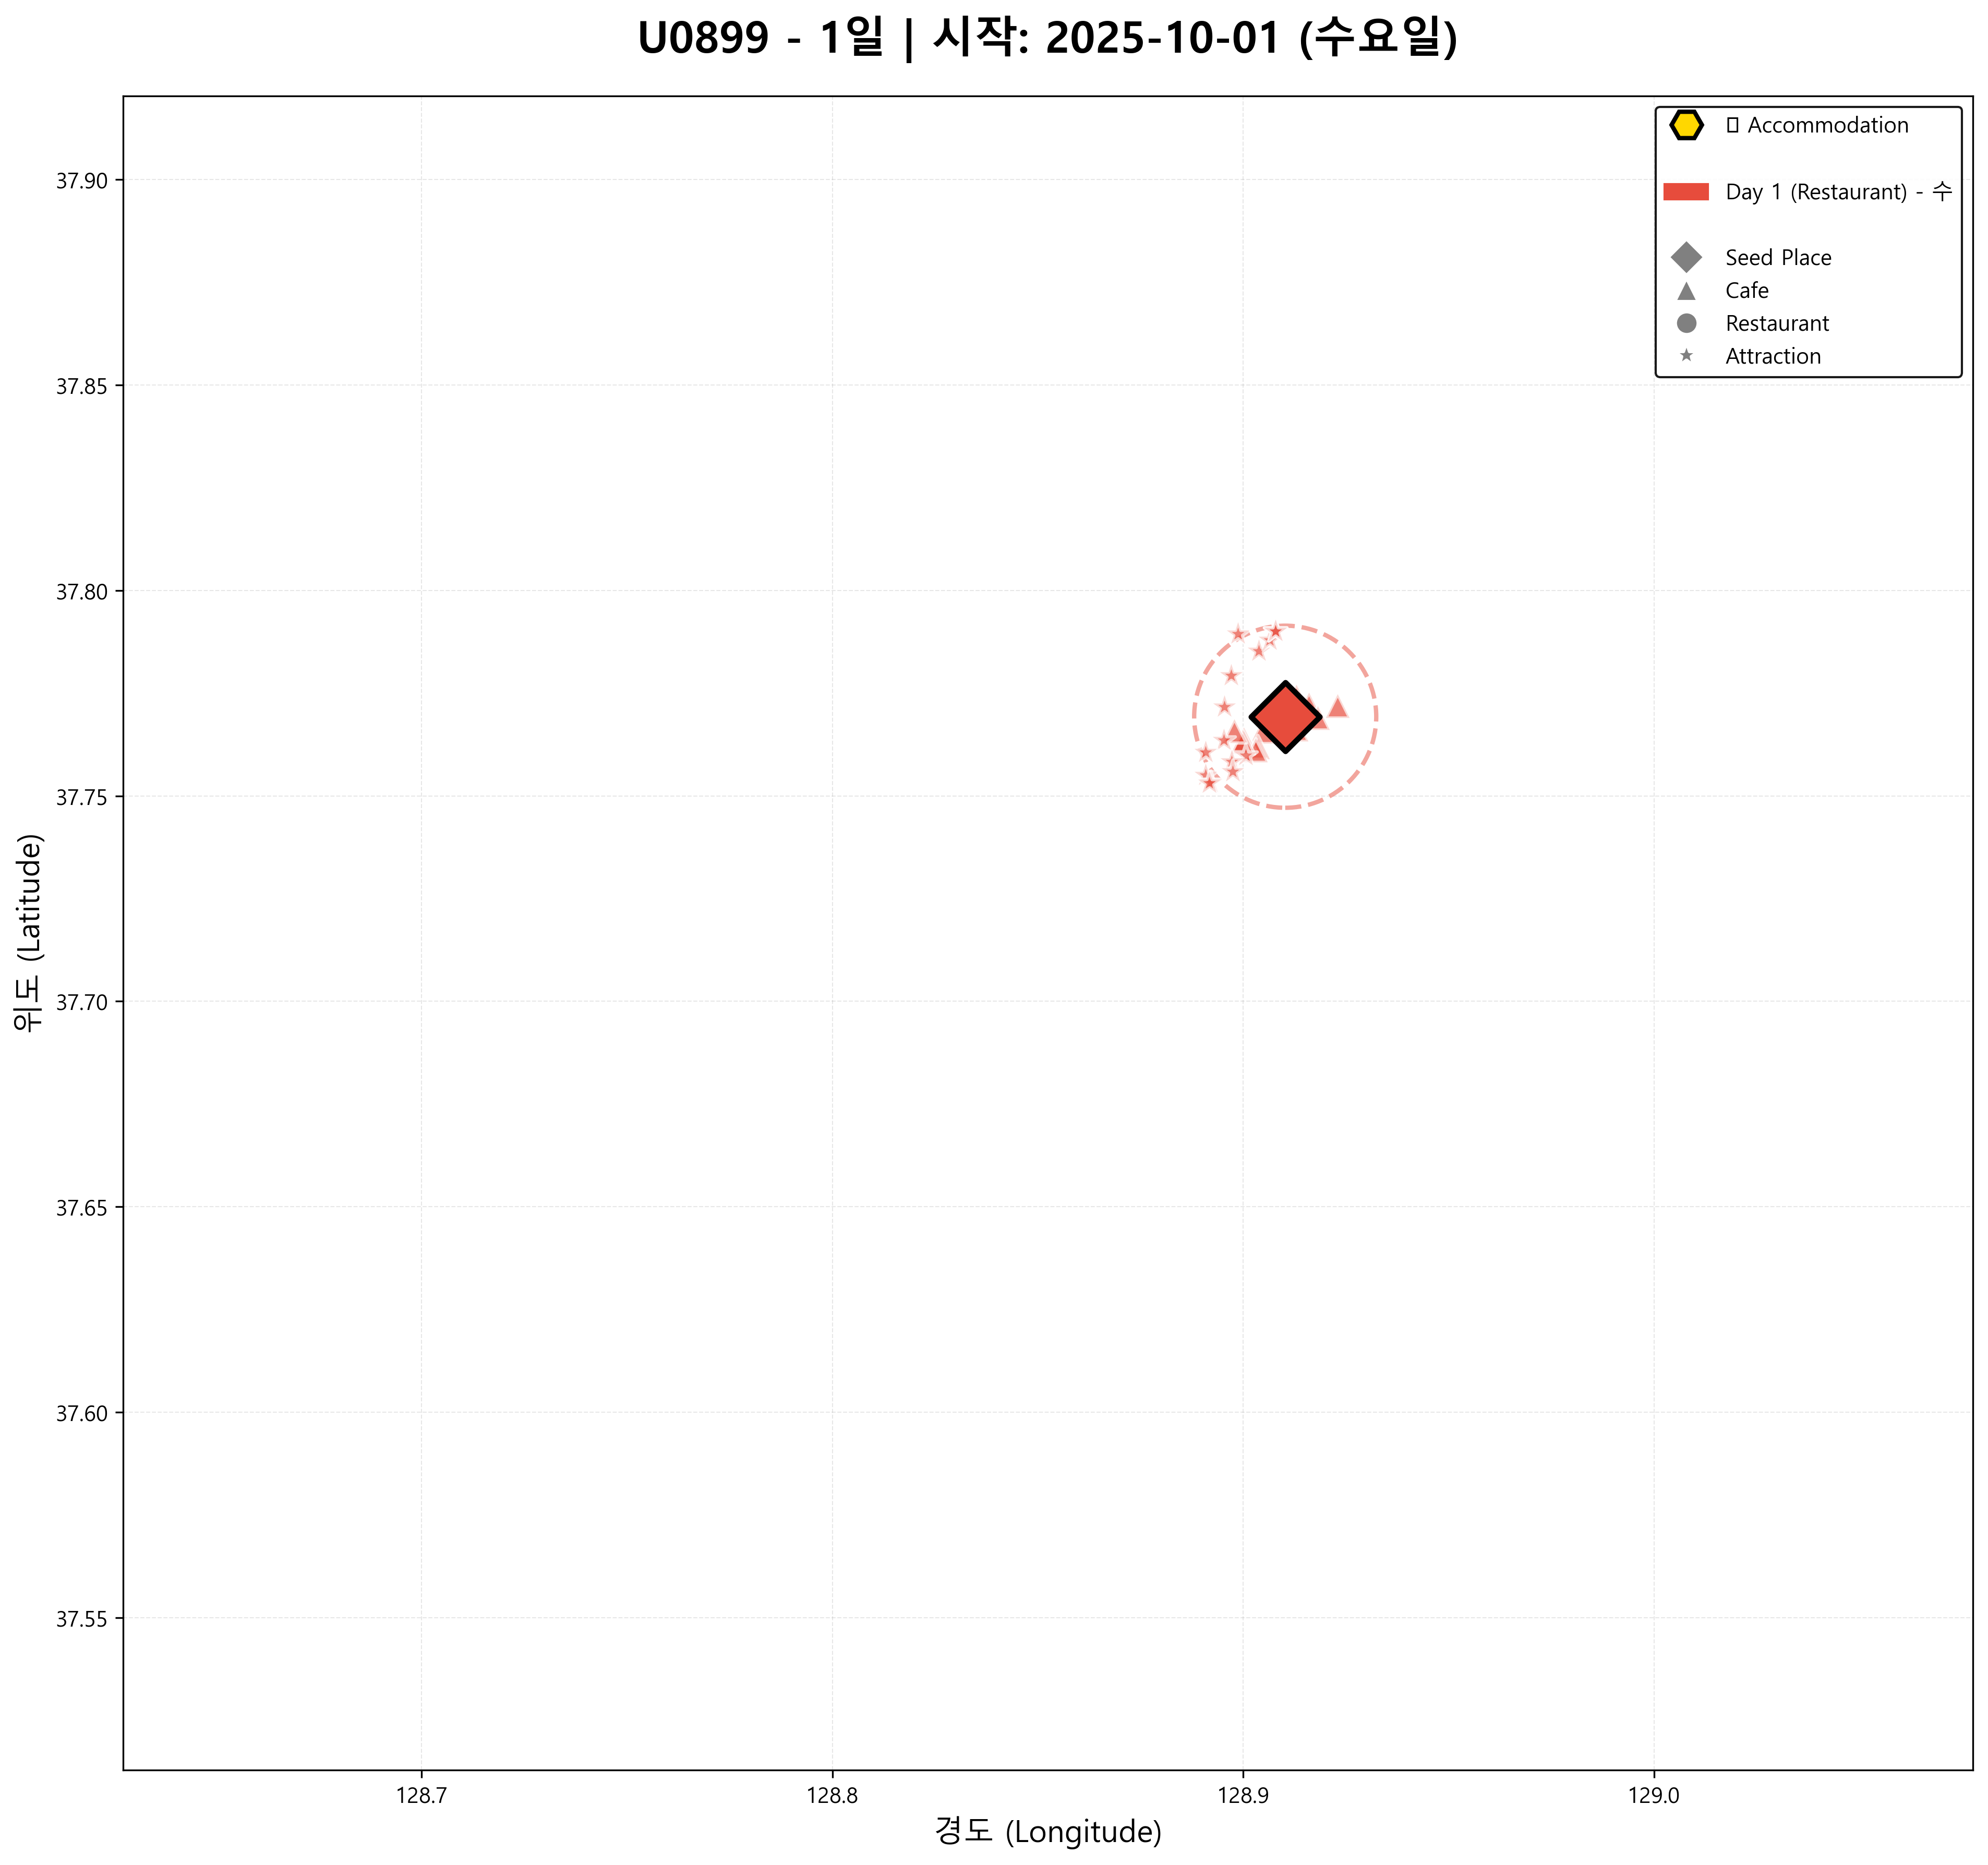 U0899 - 1일 | 시작: 2025-10-01 (수요일)
Accommodation
Day 1 (Restaurant) - 수
Seed Place
Cafe
Restaurant
Attraction
37.90
37.85
37.80
37.75
37.70
37.65
37.60
37.55
위도 (Latitude)
128.7
128.8
128.9
129.0
경도 (Longitude)